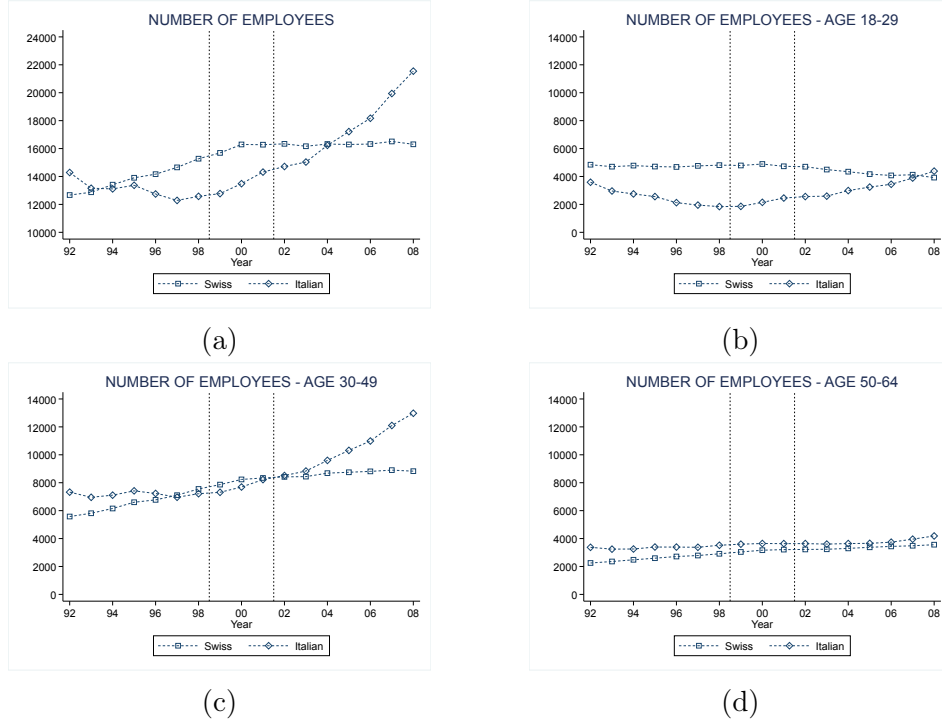 NUMBER OF EMPLOYEES
24000
22000
20000
18000
16000
14000
12000
10000
92 94 96 98 00 02 04 06 08
Year
Swiss Italian
(a)
NUMBER OF EMPLOYEES - AGE 18-29
14000
12000
10000
8000
6000
4000
2000
0
92 94 96 98 00 02 04 06 08
Year
Swiss Italian
(b)
NUMBER OF EMPLOYEES - AGE 30-49
14000
12000
10000
8000
6000
4000
2000
0
92 94 96 98 00 02 04 06 08
Year
Swiss Italian
(c)
NUMBER OF EMPLOYEES - AGE 50-64
14000
12000
10000
8000
6000
4000
2000
0
92 94 96 98 00 02 04 06 08
Year
Swiss Italian
(d)